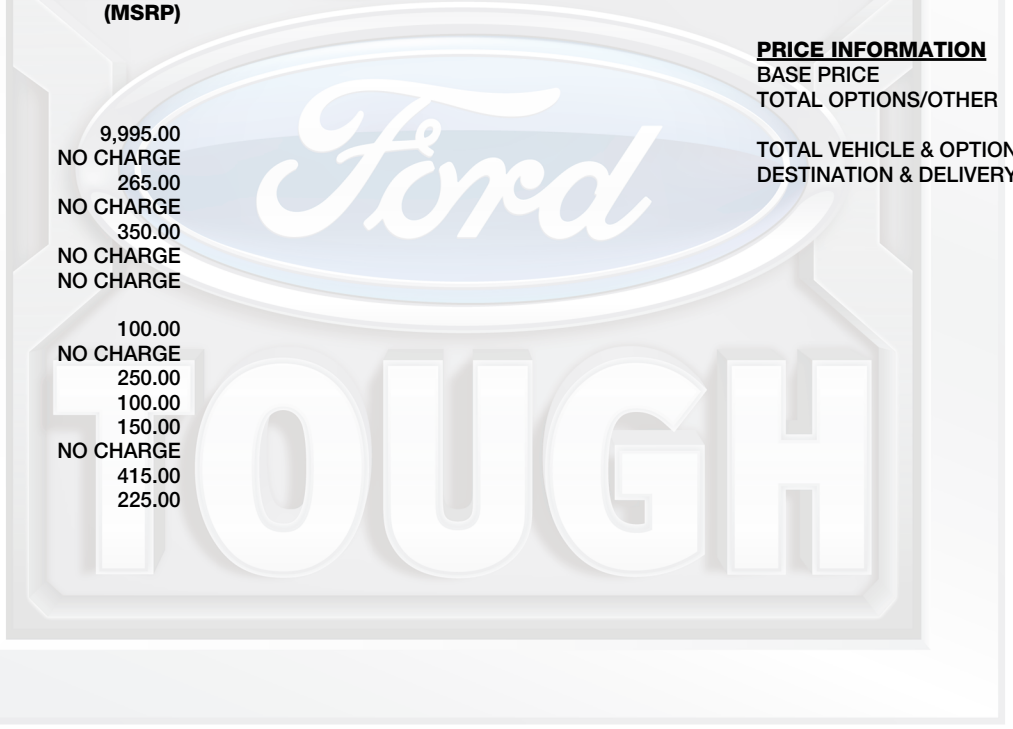 (MSRP)
9,995.00
NO CHARGE
265.00
NO CHARGE
350.00
NO CHARGE
NO CHARGE
100.00
NO CHARGE
250.00
100.00
150.00
NO CHARGE
415.00
225.00
PRICE INFORMATION
BASE PRICE
TOTAL OPTIONS/OTHER
TOTAL VEHICLE & OPTION
DESTINATION & DELIVERY
Ford
TOUGH